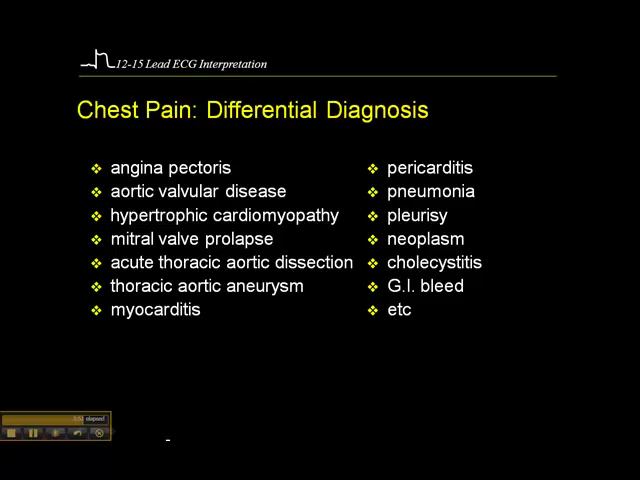 12-15 Lead ECG Interpretation
Chest Pain: Differential Diagnosis
angina pectoris
aortic valvular disease
hypertrophic cardiomyopathy
mitral valve prolapse
acute thoracic aortic dissection
thoracic aortic aneurysm
myocarditis
pericarditis
pneumonia
pleurisy
neoplasm
cholecystitis
G.I. bleed
etc
elapsed